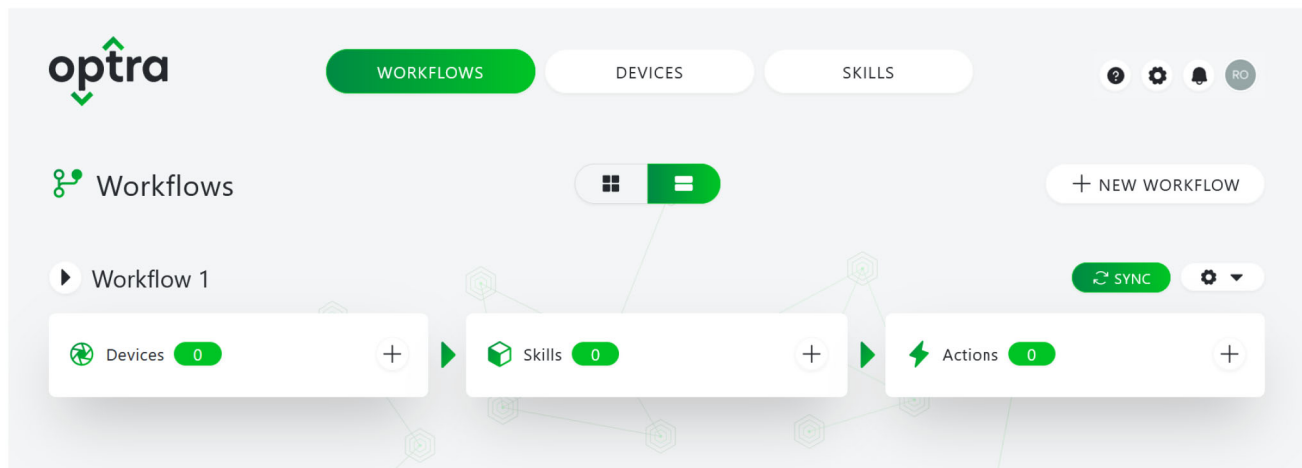 optra
WORKFLOWS DEVICES SKILLS RO
Workflows + NEW WORKFLOW
Workflow 1 SYNC
Devices 0 + Skills 0 + Actions 0 +